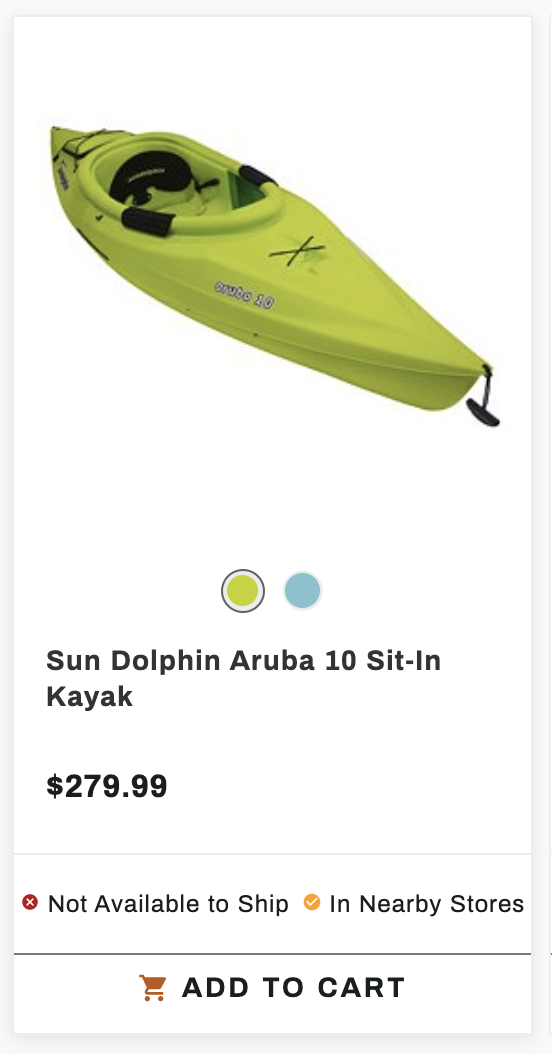 aruba 10
Sun Dolphin Aruba 10 Sit-In
Kayak
$279.99
Not Available to Ship In Nearby Stores
ADD TO CART